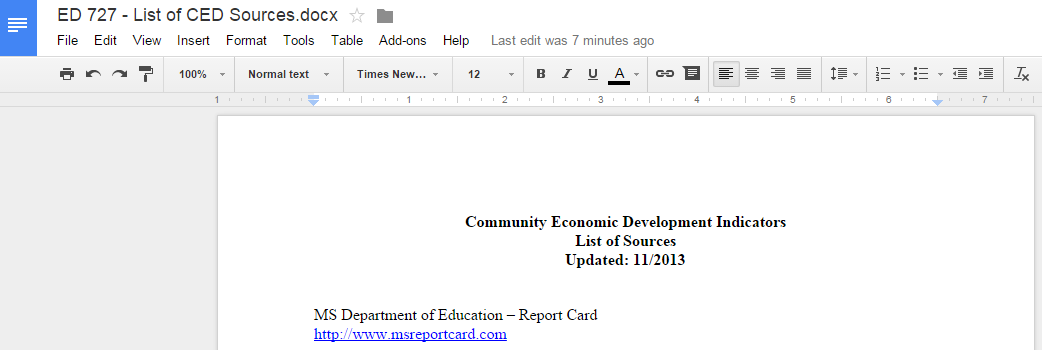 ED 727 - List of CED Sources.docx
File Edit View Insert Format Tools Table Add-ons Help Last edit was 7 minutes ago
100% Normal text Times New... 12 B I U A
1 1 2 3 4 5 6 7
Community Economic Development Indicators
List of Sources
Updated: 11/2013
MS Department of Education – Report Card
http://www.msreportcard.com